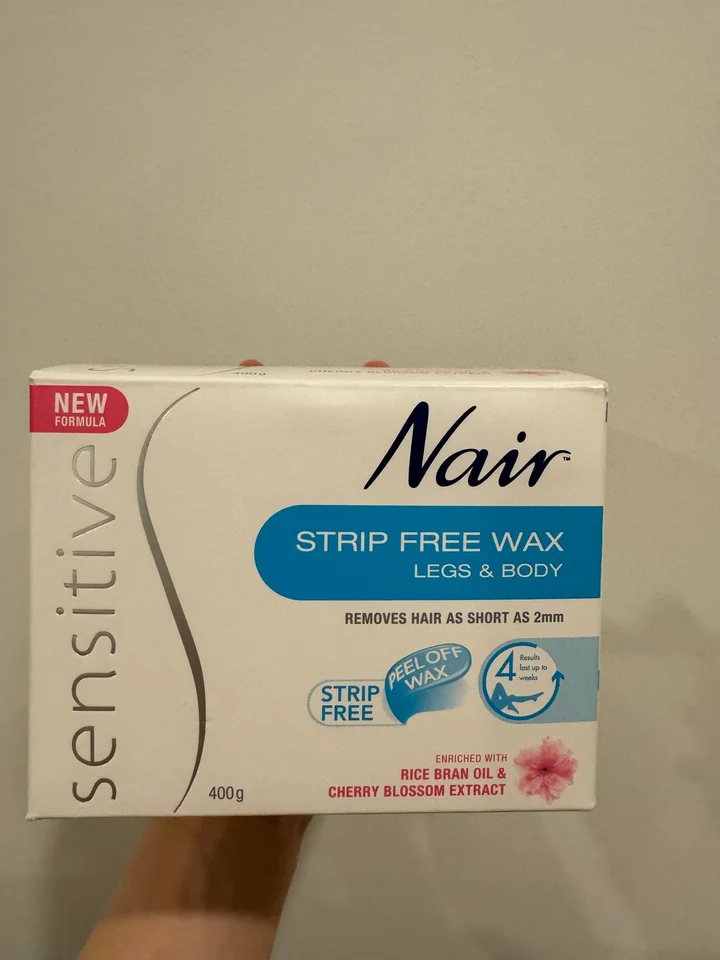 NEW
FORMULA
sensitive
Nair™
STRIP FREE WAX
LEGS & BODY
REMOVES HAIR AS SHORT AS 2mm
STRIP
FREE
PEEL OFF
WAX
4
Results
last up to
weeks
ENRICHED WITH
RICE BRAN OIL &
CHERRY BLOSSOM EXTRACT
400g